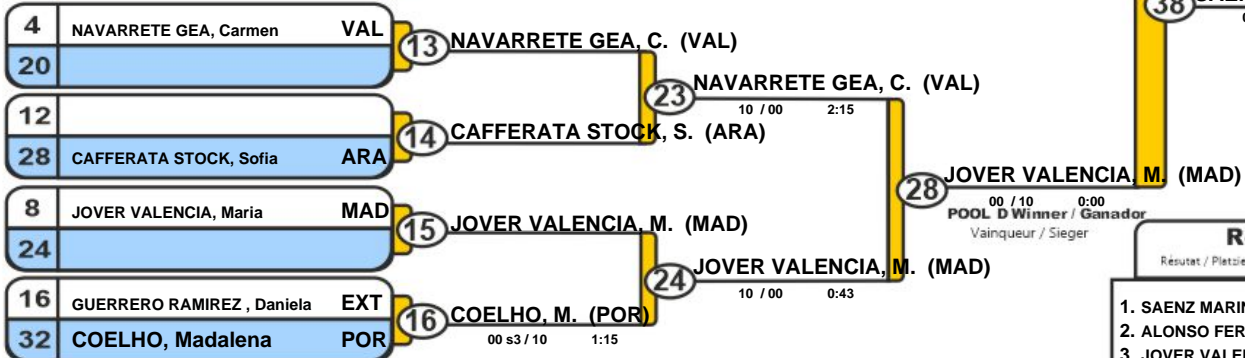 4 NAVARRETE GEA, Carmen VAL
20
13 NAVARRETE GEA, C. (VAL)
12
28 CAFFERATA STOCK, Sofia ARA
14 CAFFERATA STOCK, S. (ARA)
23 NAVARRETE GEA, C. (VAL)
10 / 00 2:15
8 JOVER VALENCIA, Maria MAD
24
15 JOVER VALENCIA, M. (MAD)
16 GUERRERO RAMIREZ , Daniela EXT
32 COELHO, Madalena POR
16 COELHO, M. (POR)
00 s3 / 10 1:15
24 JOVER VALENCIA, M. (MAD)
10 / 00 0:43
28 JOVER VALENCIA, M. (MAD)
00 / 10 0:00
POOL D Winner / Ganador
Vainqueur / Sieger
38
Résutat /
1. SAENZ
2. ALONSO
3. JOVER